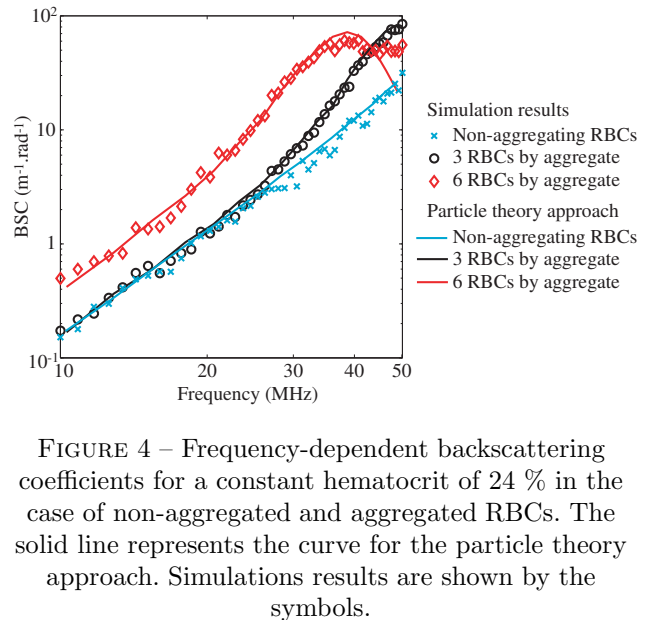 10²
10
1
10⁻¹
BSC (m⁻¹.rad⁻¹)
10 20 30 40 50
Frequency (MHz)
Simulation results
Non-aggregating RBCs
3 RBCs by aggregate
6 RBCs by aggregate
Particle theory approach
Non-aggregating RBCs
3 RBCs by aggregate
6 RBCs by aggregate
FIGURE 4 – Frequency-dependent backscattering
coefficients for a constant hematocrit of 24 % in the
case of non-aggregated and aggregated RBCs. The
solid line represents the curve for the particle theory
approach. Simulations results are shown by the
symbols.